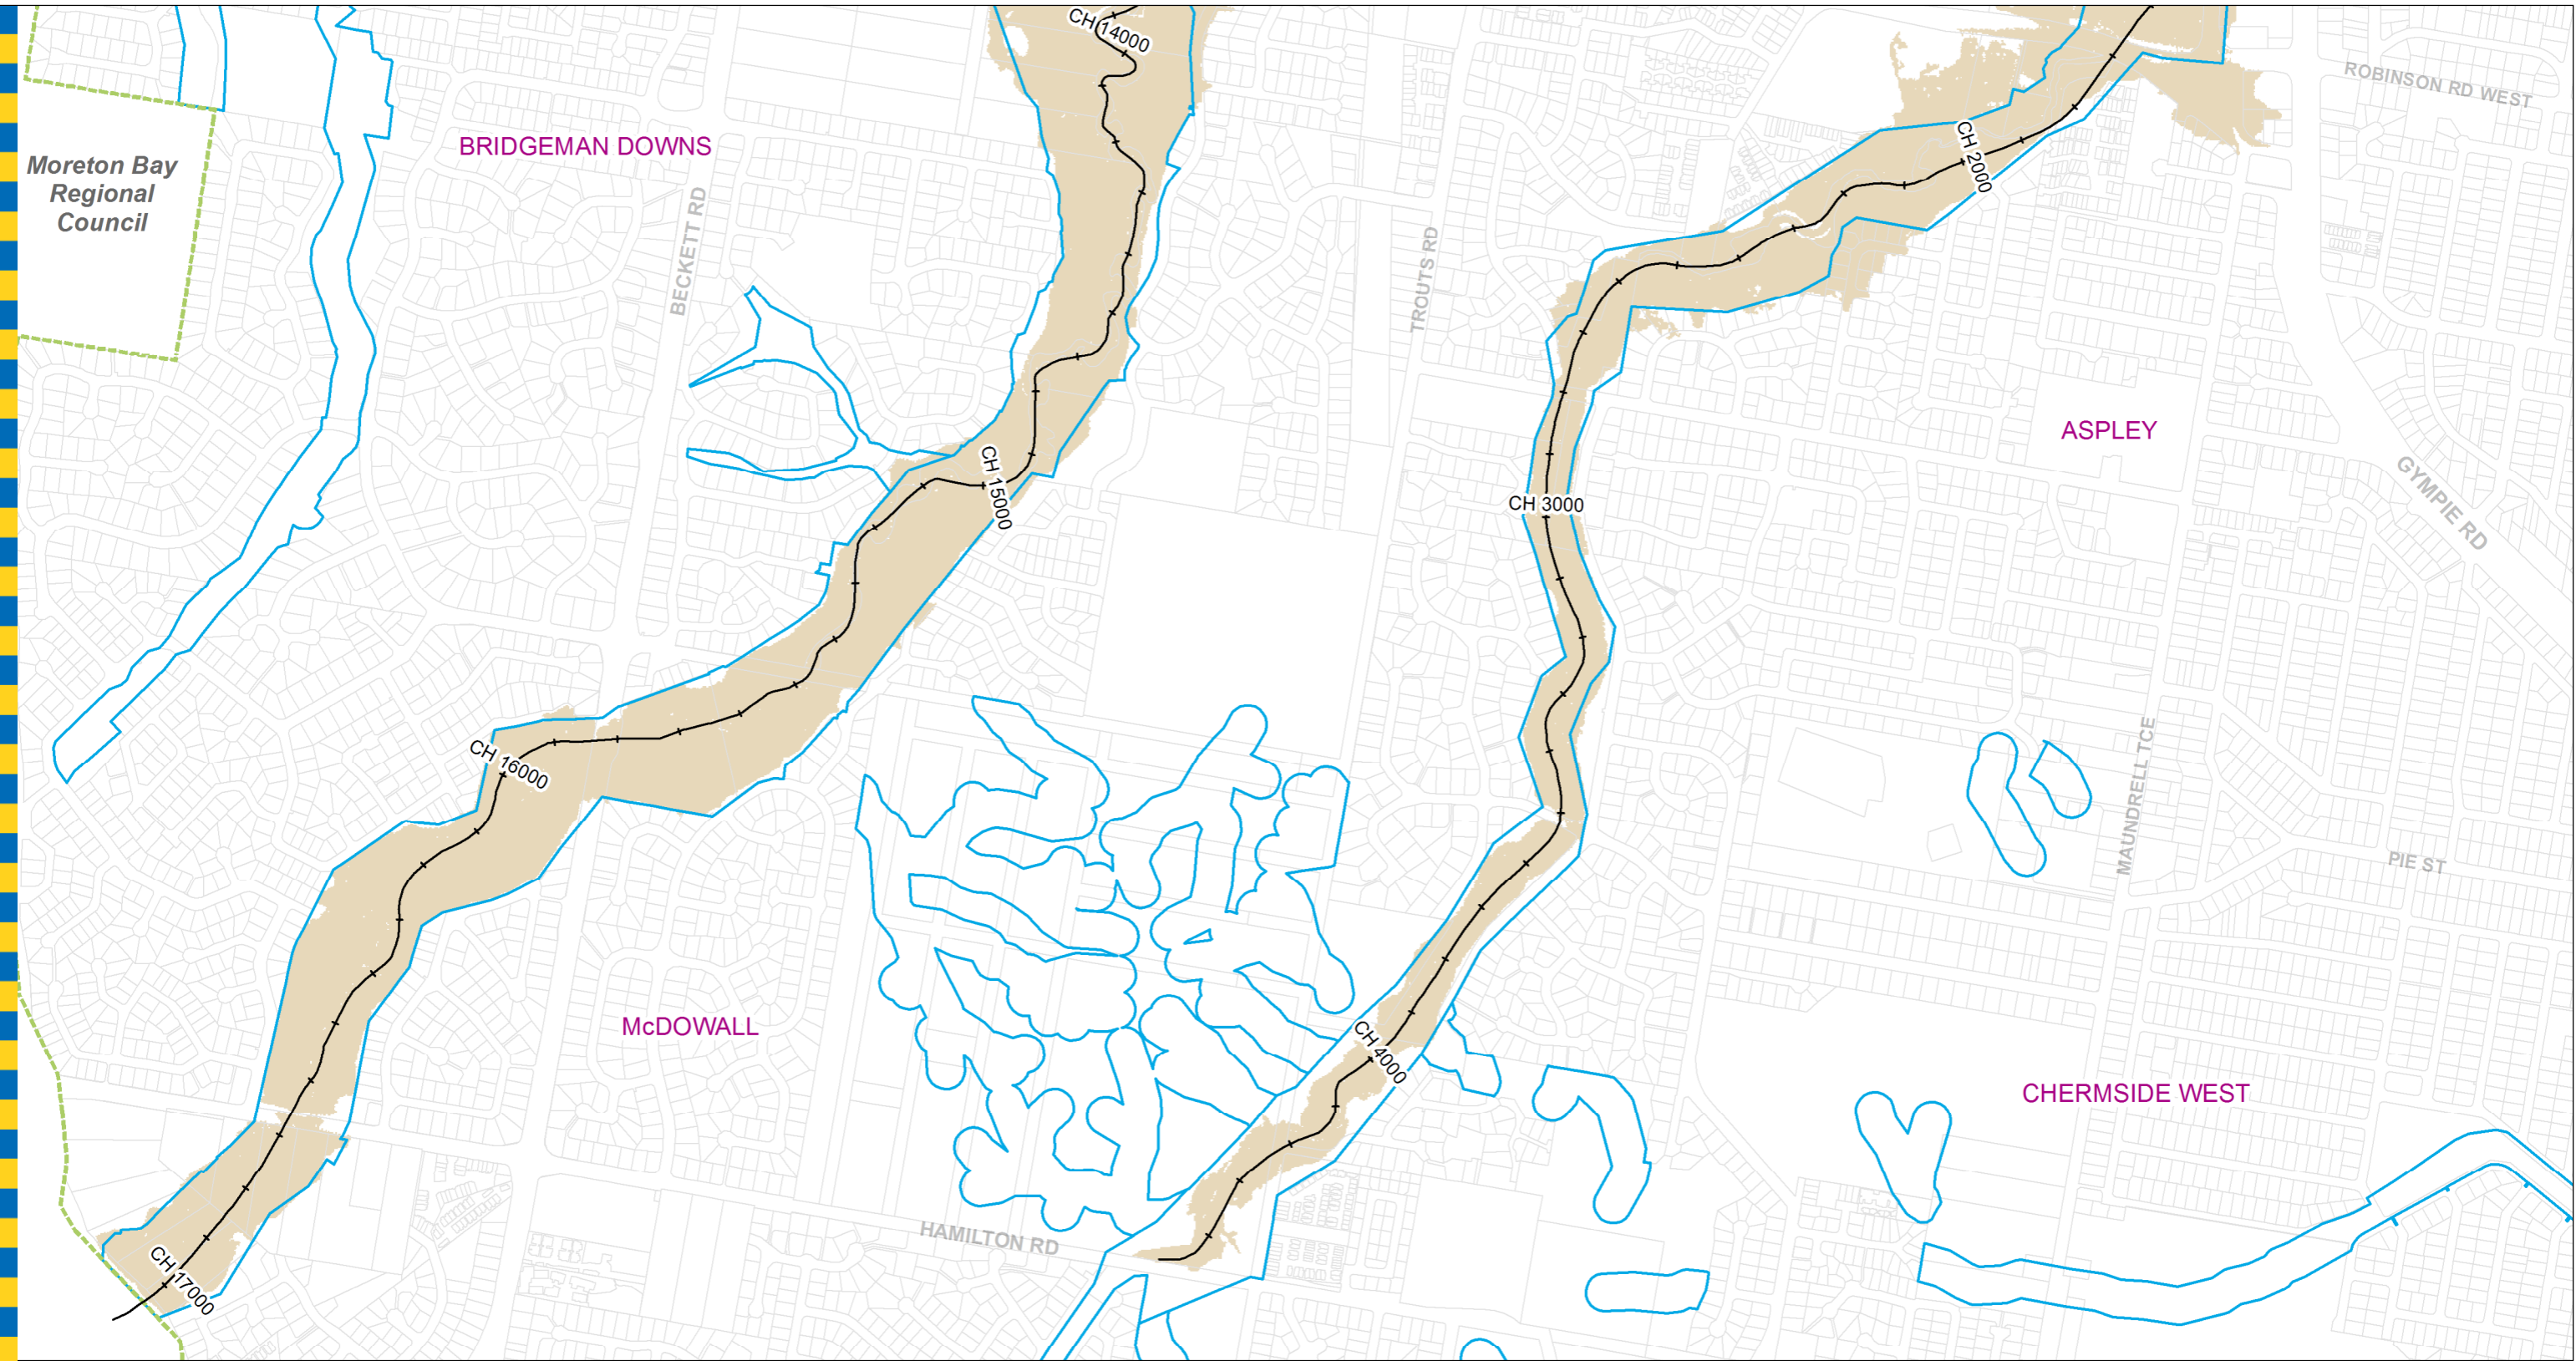 CH 14000
ROBINSON RD WEST
BRIDGEMAN DOWNS
Moreton Bay
Regional
Council
CH 2000
BECKETT RD
TROUTS RD
ASPLEY
GYMPIE RD
CH 15000
CH 3000
CH 16000
MAUNDRELL TCE
PIE ST
McDOWALL
CH 4000
CHERMSIDE WEST
HAMILTON RD
CH 17000